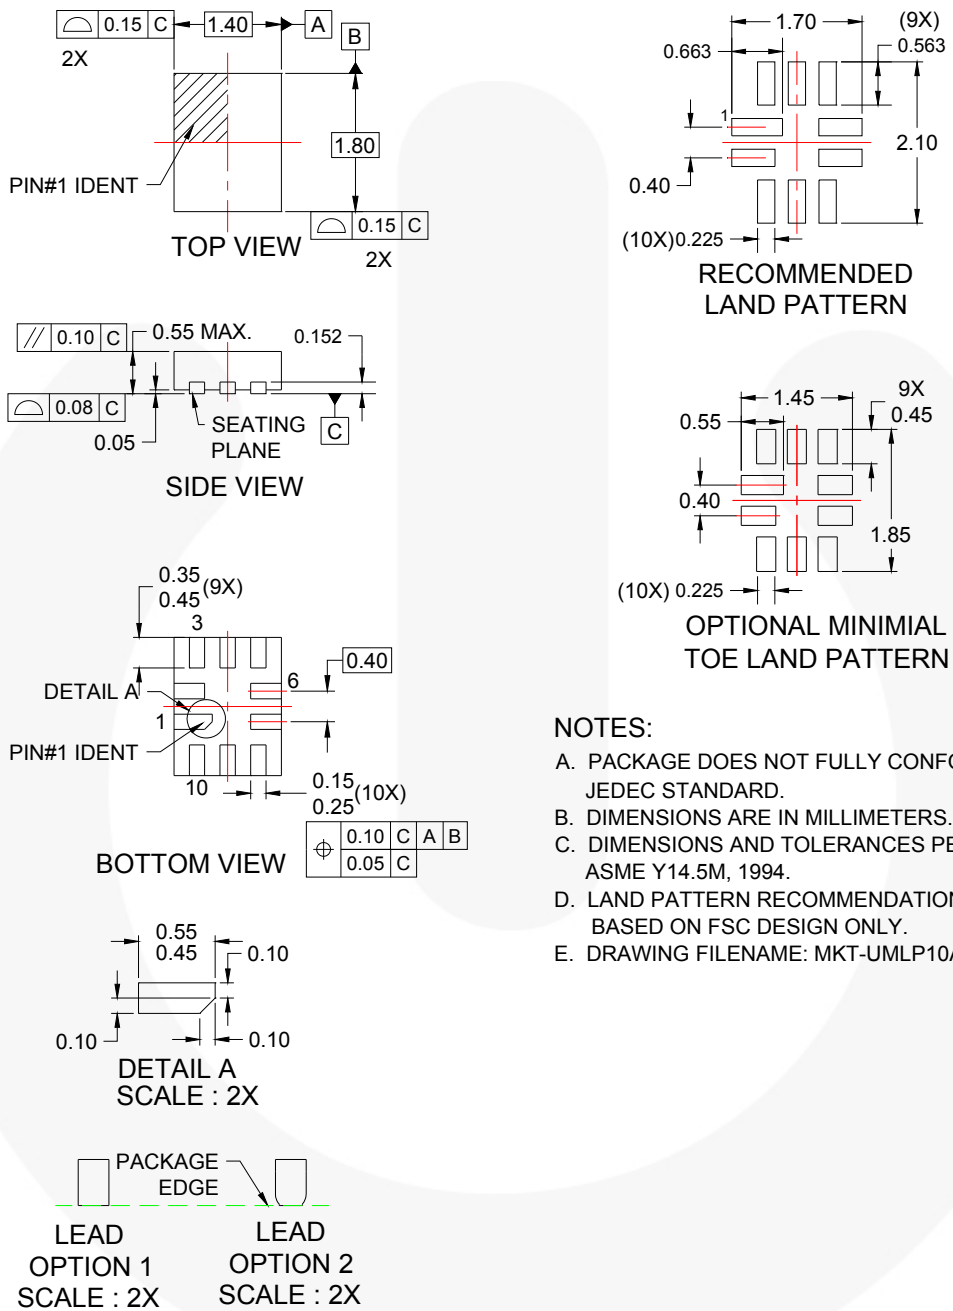 0.15 C
2X
1.40
A
B
1.80
PIN#1 IDENT
0.15 C
2X
TOP VIEW
1.70
(9X)
0.563
0.663
1
2.10
0.40
(10X) 0.225
RECOMMENDED
LAND PATTERN
// 0.10 C
0.55 MAX.
0.152
0.08 C
0.05
SEATING
PLANE
C
SIDE VIEW
1.45
9X
0.45
0.55
0.40
1.85
(10X) 0.225
OPTIONAL MINIMIAL
TOE LAND PATTERN
0.35
0.45
(9X)
3
0.40
DETAIL A
6
1
PIN#1 IDENT
10
0.15
0.25
(10X)
0.10 C A B
0.05 C
BOTTOM VIEW
NOTES:
A. PACKAGE DOES NOT FULLY CONFO
JEDEC STANDARD.
B. DIMENSIONS ARE IN MILLIMETERS.
C. DIMENSIONS AND TOLERANCES PE
ASME Y14.5M, 1994.
D. LAND PATTERN RECOMMENDATION
BASED ON FSC DESIGN ONLY.
E. DRAWING FILENAME: MKT-UMLP10A
0.55
0.45
0.10
0.10
0.10
DETAIL A
SCALE : 2X
PACKAGE
EDGE
LEAD
OPTION 1
SCALE : 2X
LEAD
OPTION 2
SCALE : 2X